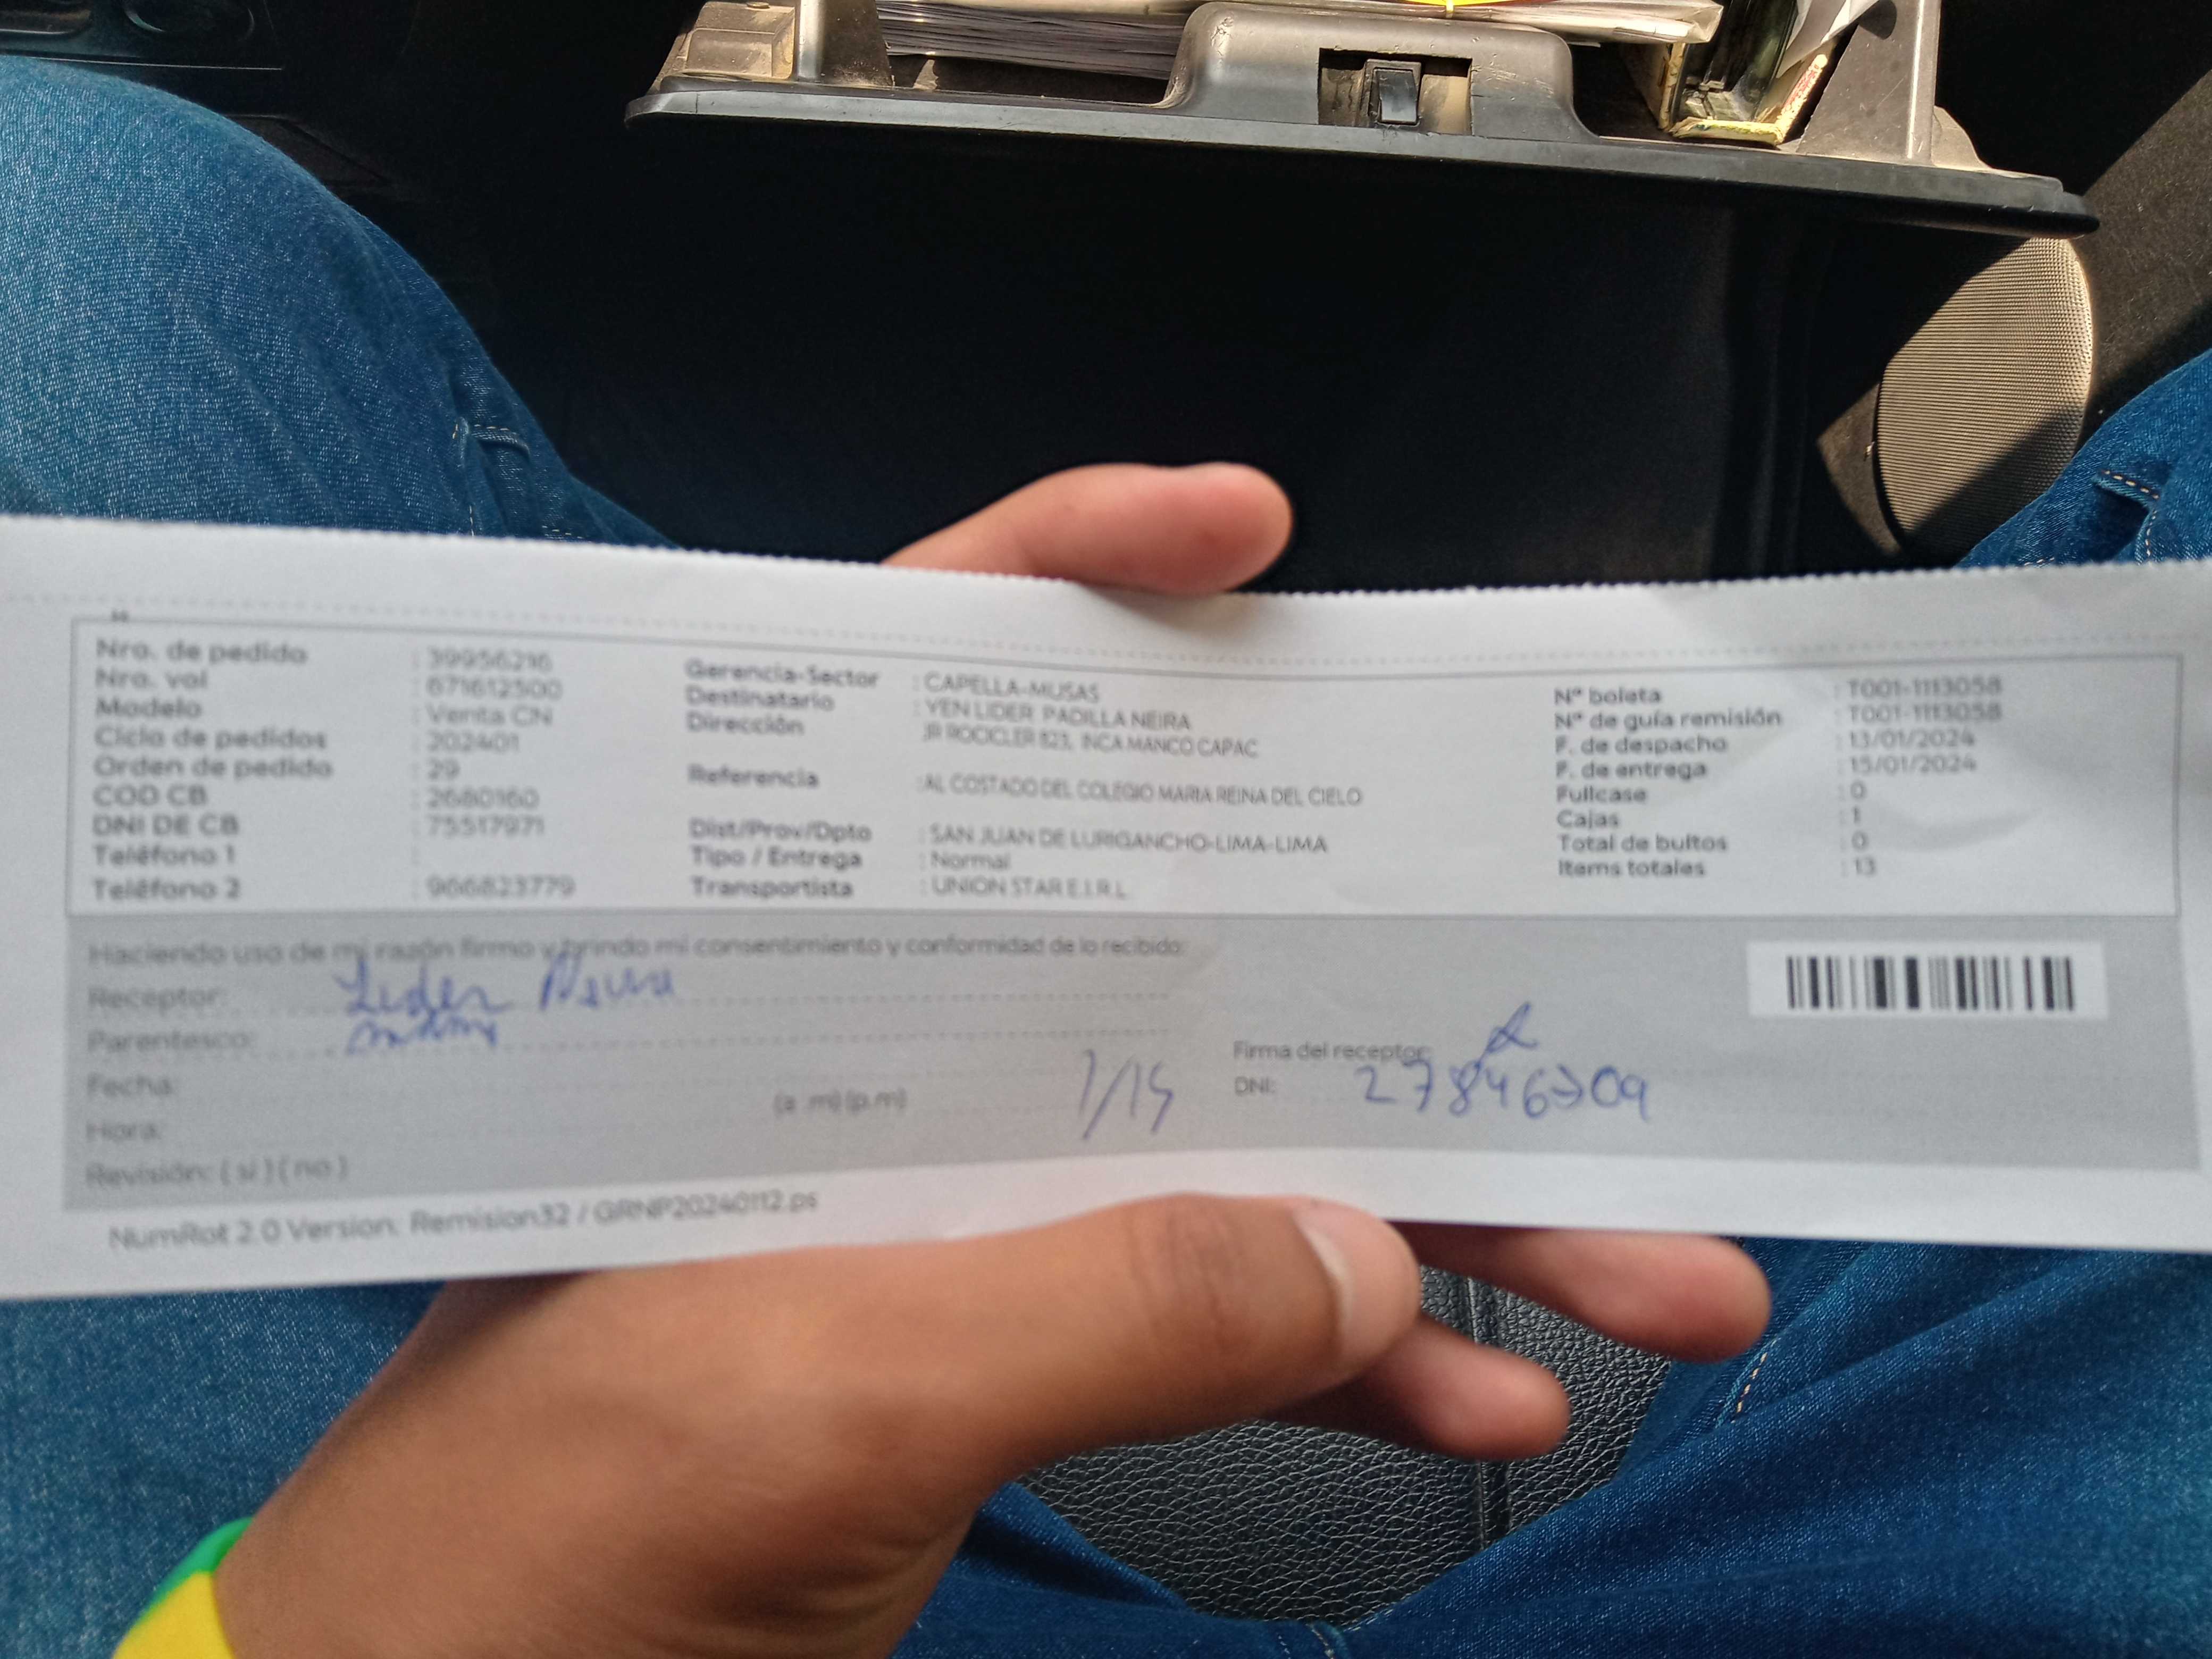 Nro. de pedido : 39956216
Nro. val : 671612500
Modelo : Venta CN
Ciclo de pedidos : 202401
Orden de pedido : 29
COD CB : 2680160
DNI DE CB : 75517971
Teléfono 1 :
Teléfono 2 : 966823779
Gerencia-Sector : CAPELLA-MUSAS
Destinatario : YEN LIDER PADILLA NEIRA
Dirección JR ROCICLER 823, INCA MANCO CAPAC
Referencia : AL COSTADO DEL COLEGIO MARIA REINA DEL CIELO
Dist/Prov/Dpto : SAN JUAN DE LURIGANCHO-LIMA-LIMA
Tipo / Entrega : Normal
Transportista : UNION STAR E.I.R.L
N° boleta : T001-1113058
N° de guía remisión : T001-1113058
F. de despacho : 13/01/2024
F. de entrega : 15/01/2024
Fullcase : 0
Cajas : 1
Total de bultos : 0
Items totales : 13
Haciendo uso de mi razón firmo y brindo mi consentimiento y conformidad de lo recibido:
Receptor:
Parentesco:
Fecha:
(a .m) (p.m)
Hora:
Revisión: ( si ) ( no )
Firma del receptor:
DNI: 27846709
NumRot 2.0 Version: Remision32 / GRNP20240112.ps